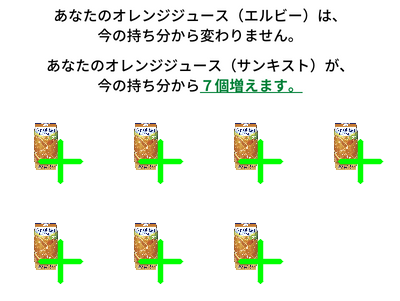 あなたのオレンジジュース（エルビー）は、
今の持ち分から変わりません。
あなたのオレンジジュース（サンキスト）が、
今の持ち分から７個増えます。